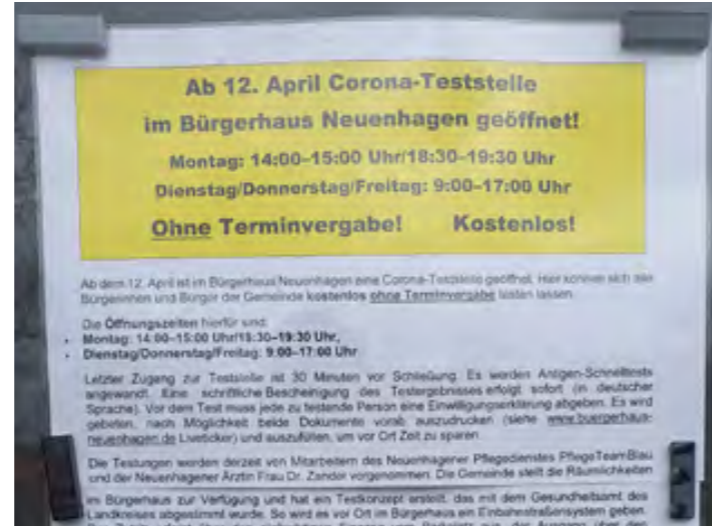 Ab 12. April Corona-Teststelle
im Bürgerhaus Neuenhagen geöffnet!
Montag: 14:00–15:00 Uhr/18:30–19:30 Uhr
Dienstag/Donnerstag/Freitag: 9:00–17:00 Uhr
Ohne Terminvergabe! Kostenlos!
Ab dem 12. April ist im Bürgerhaus Neuenhagen eine Corona-Teststelle geöffnet. Hier können sich alle
Bürgerinnen und Bürger der Gemeinde kostenlos ohne Terminvergabe testen lassen.
Die Öffnungszeiten hierfür sind:
• Montag: 14:00–15:00 Uhr/18:30–19:30 Uhr,
• Dienstag/Donnerstag/Freitag: 9:00–17:00 Uhr
Letzter Zugang zur Teststelle ist 30 Minuten vor Schließung. Es werden Antigen-Schnelltests
angewandt. Eine schriftliche Bescheinigung des Testergebnisses erfolgt sofort (in deutscher
Sprache). Vor dem Test muss jede zu testende Person eine Einwilligungserklärung abgeben. Es wird
gebeten, nach Möglichkeit beide Dokumente vorab auszudrucken (siehe www.buergerhaus-
neuenhagen.de Liveticker) und auszufüllen, um vor Ort Zeit zu sparen.
Die Testungen werden derzeit von Mitarbeitern des Neuenhagener Pflegedienstes PflegeTeamBlau
und der Neuenhagener Ärztin Frau Dr. Zander vorgenommen. Die Gemeinde stellt die Räumlichkeiten
im Bürgerhaus zur Verfügung und hat ein Testkonzept erstellt, das mit dem Gesundheitsamt des
Landkreises abgestimmt wurde. So wird es vor Ort im Bürgerhaus ein Einbahnstraßensystem geben.